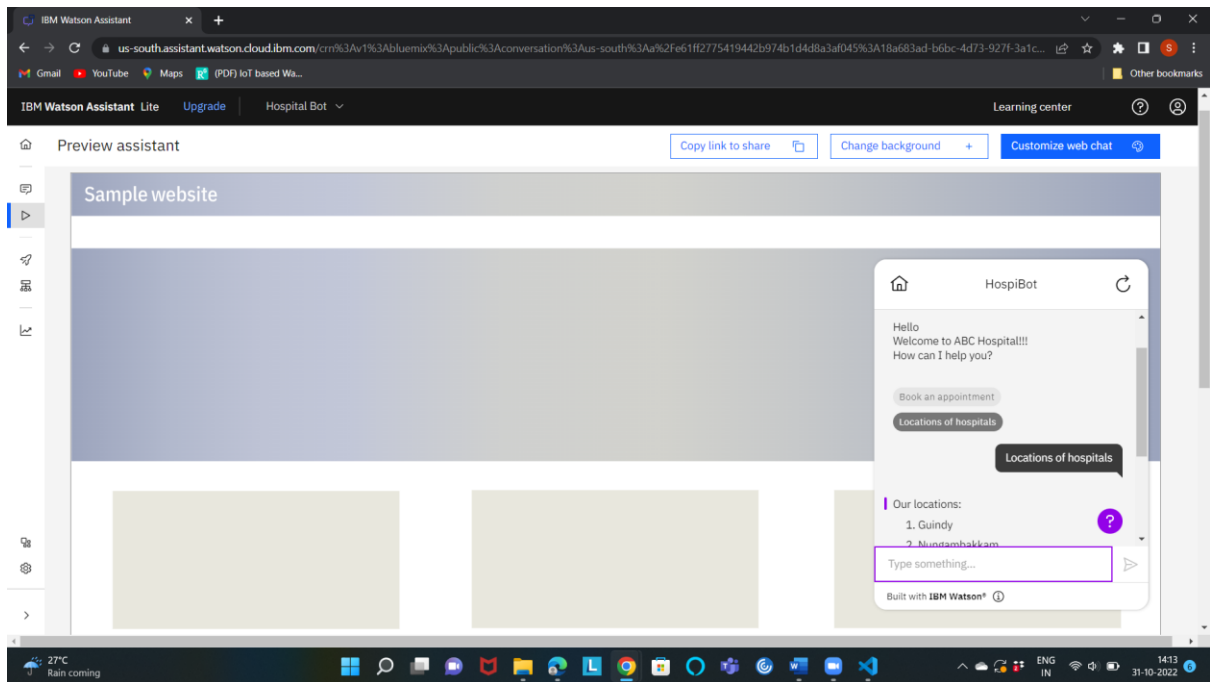 IBM Watson Assistant
us-south.assistant.watson.cloud.ibm.com/crn%3Av1%3Abluemix%3Apublic%3Aconversation%3Aus-south%3Aa%2Fe61ff2775419442b974b1d4d8a3af045%3A18a683ad-b6bc-4d73-927f-3a1c...
S
Gmail YouTube Maps (PDF) IoT based Wa... Other bookmarks
IBM Watson Assistant Lite Upgrade Hospital Bot Learning center
Preview assistant Copy link to share Change background + Customize web chat
Sample website
HospiBot
Hello
Welcome to ABC Hospital!!!
How can I help you?
Book an appointment
Locations of hospitals
Locations of hospitals
Our locations:
1. Guindy
?
2. Nungambakkam
Type something...
Built with IBM Watson®
27°C ENG 14:13
Rain coming IN 31-10-2022 6